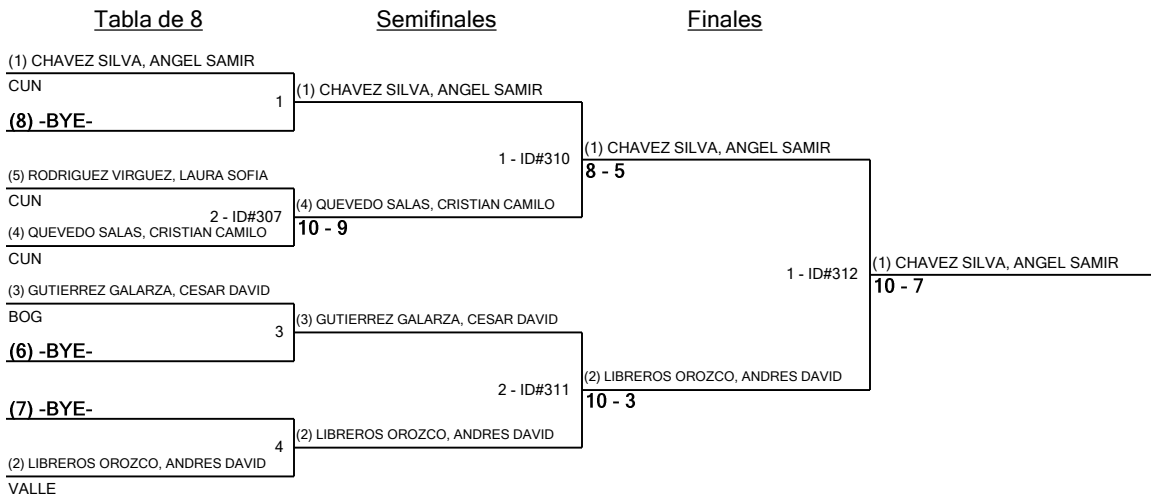 Tabla de 8
Semifinales
Finales
(1) CHAVEZ SILVA, ANGEL SAMIR
CUN
1
(8) -BYE-
(1) CHAVEZ SILVA, ANGEL SAMIR
1 - ID#310
(1) CHAVEZ SILVA, ANGEL SAMIR
8 - 5
(5) RODRIGUEZ VIRGUEZ, LAURA SOFIA
CUN
2 - ID#307
(4) QUEVEDO SALAS, CRISTIAN CAMILO
10 - 9
(4) QUEVEDO SALAS, CRISTIAN CAMILO
CUN
1 - ID#312
(1) CHAVEZ SILVA, ANGEL SAMIR
10 - 7
(3) GUTIERREZ GALARZA, CESAR DAVID
BOG
3
(6) -BYE-
(3) GUTIERREZ GALARZA, CESAR DAVID
2 - ID#311
(2) LIBREROS OROZCO, ANDRES DAVID
10 - 3
(7) -BYE-
4
(2) LIBREROS OROZCO, ANDRES DAVID
(2) LIBREROS OROZCO, ANDRES DAVID
VALLE